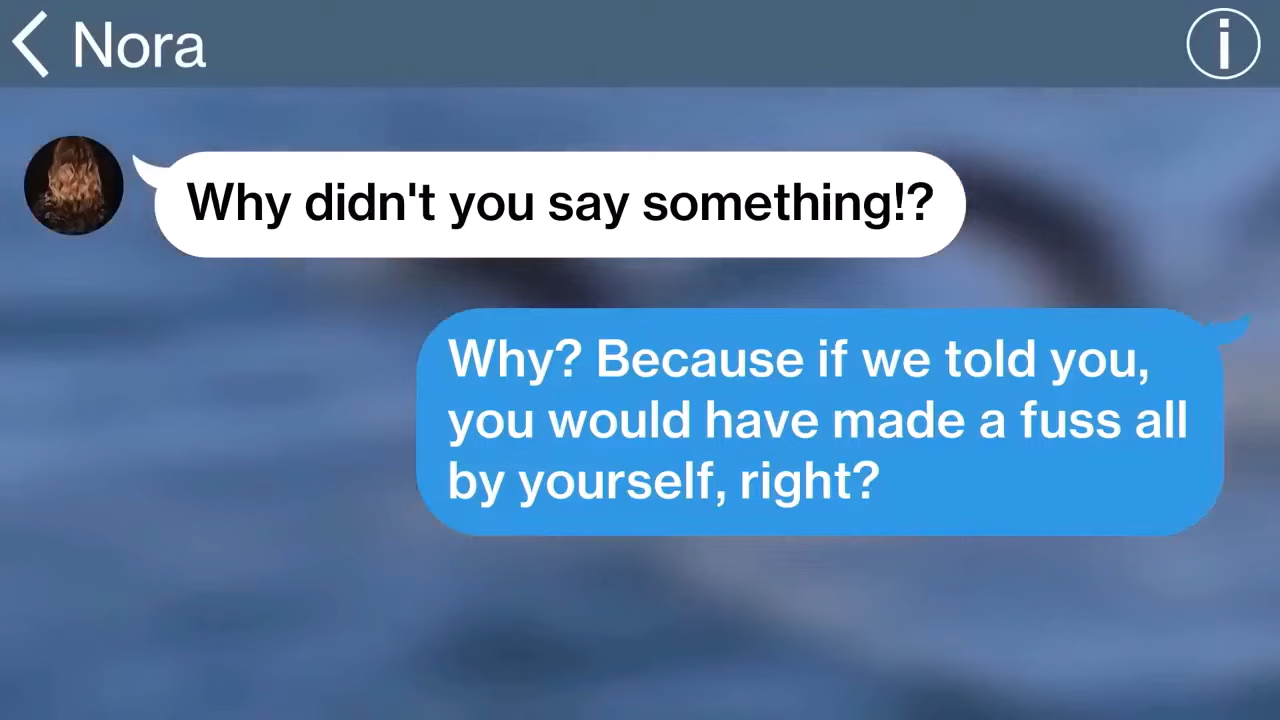 Nora
Why didn't you say something!?
Why? Because if we told you,
you would have made a fuss all
by yourself, right?